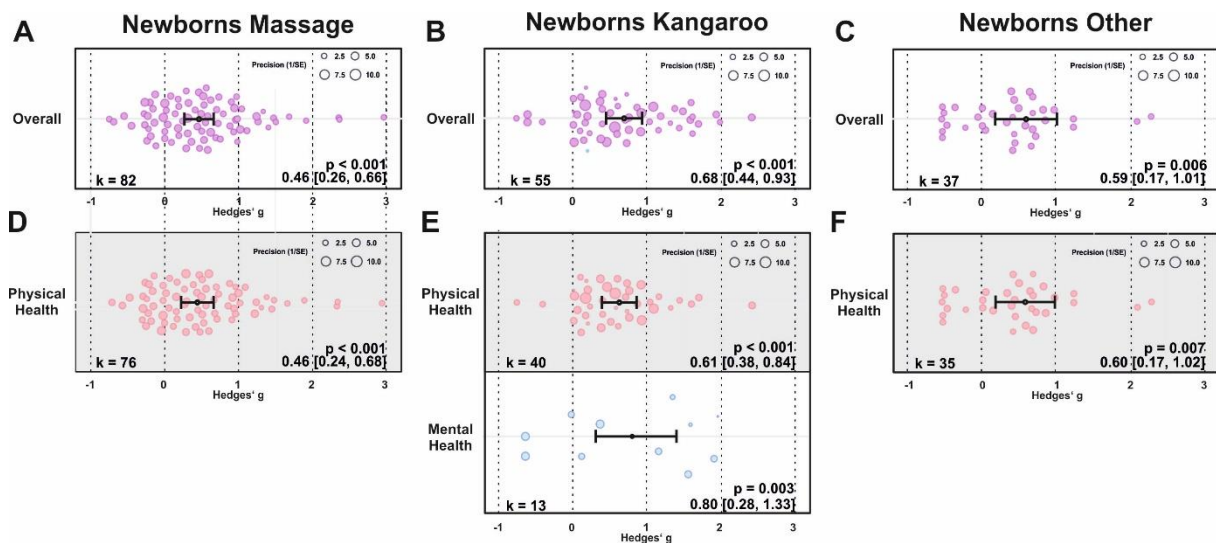 A
Newborns Massage
Precision (1/SE)
2.5
5.0
7.5
10.0
Overall
k = 82
p < 0.001
0.46 [0.26, 0.66]
-1
0
1
2
3
Hedges' g
B
Newborns Kangaroo
Precision (1/SE)
2.5
5.0
7.5
10.0
Overall
k = 55
p < 0.001
0.68 [0.44, 0.93]
-1
0
1
2
3
Hedges' g
C
Newborns Other
Precision (1/SE)
2.5
5.0
7.5
10.0
Overall
k = 37
p = 0.006
0.59 [0.17, 1.01]
-1
0
1
2
3
Hedges' g
D
Precision (1/SE)
2.5
5.0
7.5
10.0
Physical
Health
k = 76
p < 0.001
0.46 [0.24, 0.68]
-1
0
1
2
3
Hedges' g
E
Precision (1/SE)
2.5
5.0
7.5
10.0
Physical
Health
k = 40
p < 0.001
0.61 [0.38, 0.84]
Mental
Health
k = 13
p = 0.003
0.80 [0.28, 1.33]
-1
0
1
2
3
Hedges' g
F
Precision (1/SE)
2.5
5.0
7.5
10.0
Physical
Health
k = 35
p = 0.007
0.60 [0.17, 1.02]
-1
0
1
2
3
Hedges' g